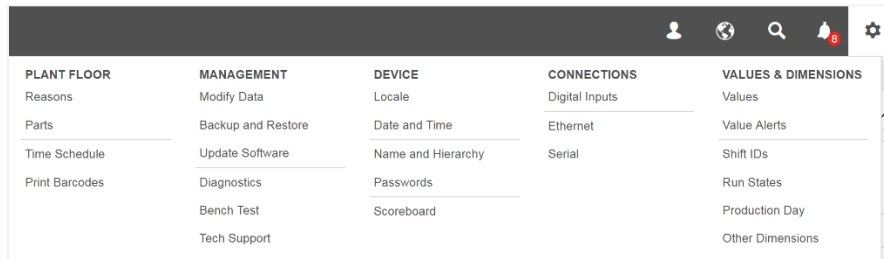 8
PLANT FLOOR
Reasons
Parts
Time Schedule
Print Barcodes
MANAGEMENT
Modify Data
Backup and Restore
Update Software
Diagnostics
Bench Test
Tech Support
DEVICE
Locale
Date and Time
Name and Hierarchy
Passwords
Scoreboard
CONNECTIONS
Digital Inputs
Ethernet
Serial
VALUES & DIMENSIONS
Values
Value Alerts
Shift IDs
Run States
Production Day
Other Dimensions